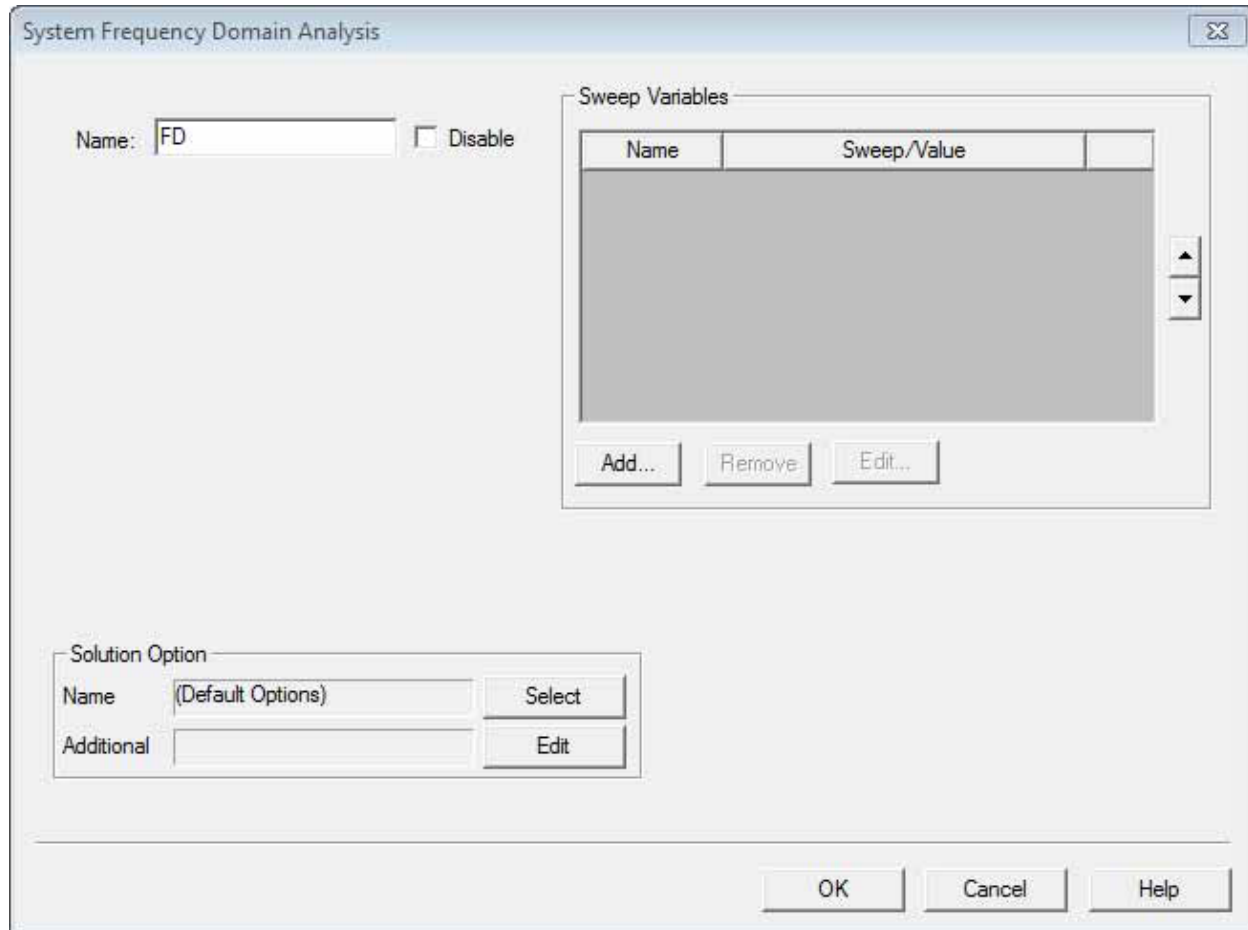 System Frequency Domain Analysis
Name: FD Disable
Sweep Variables
Name Sweep/Value
Add... Remove Edit...
Solution Option
Name (Default Options) Select
Additional Edit
OK Cancel Help